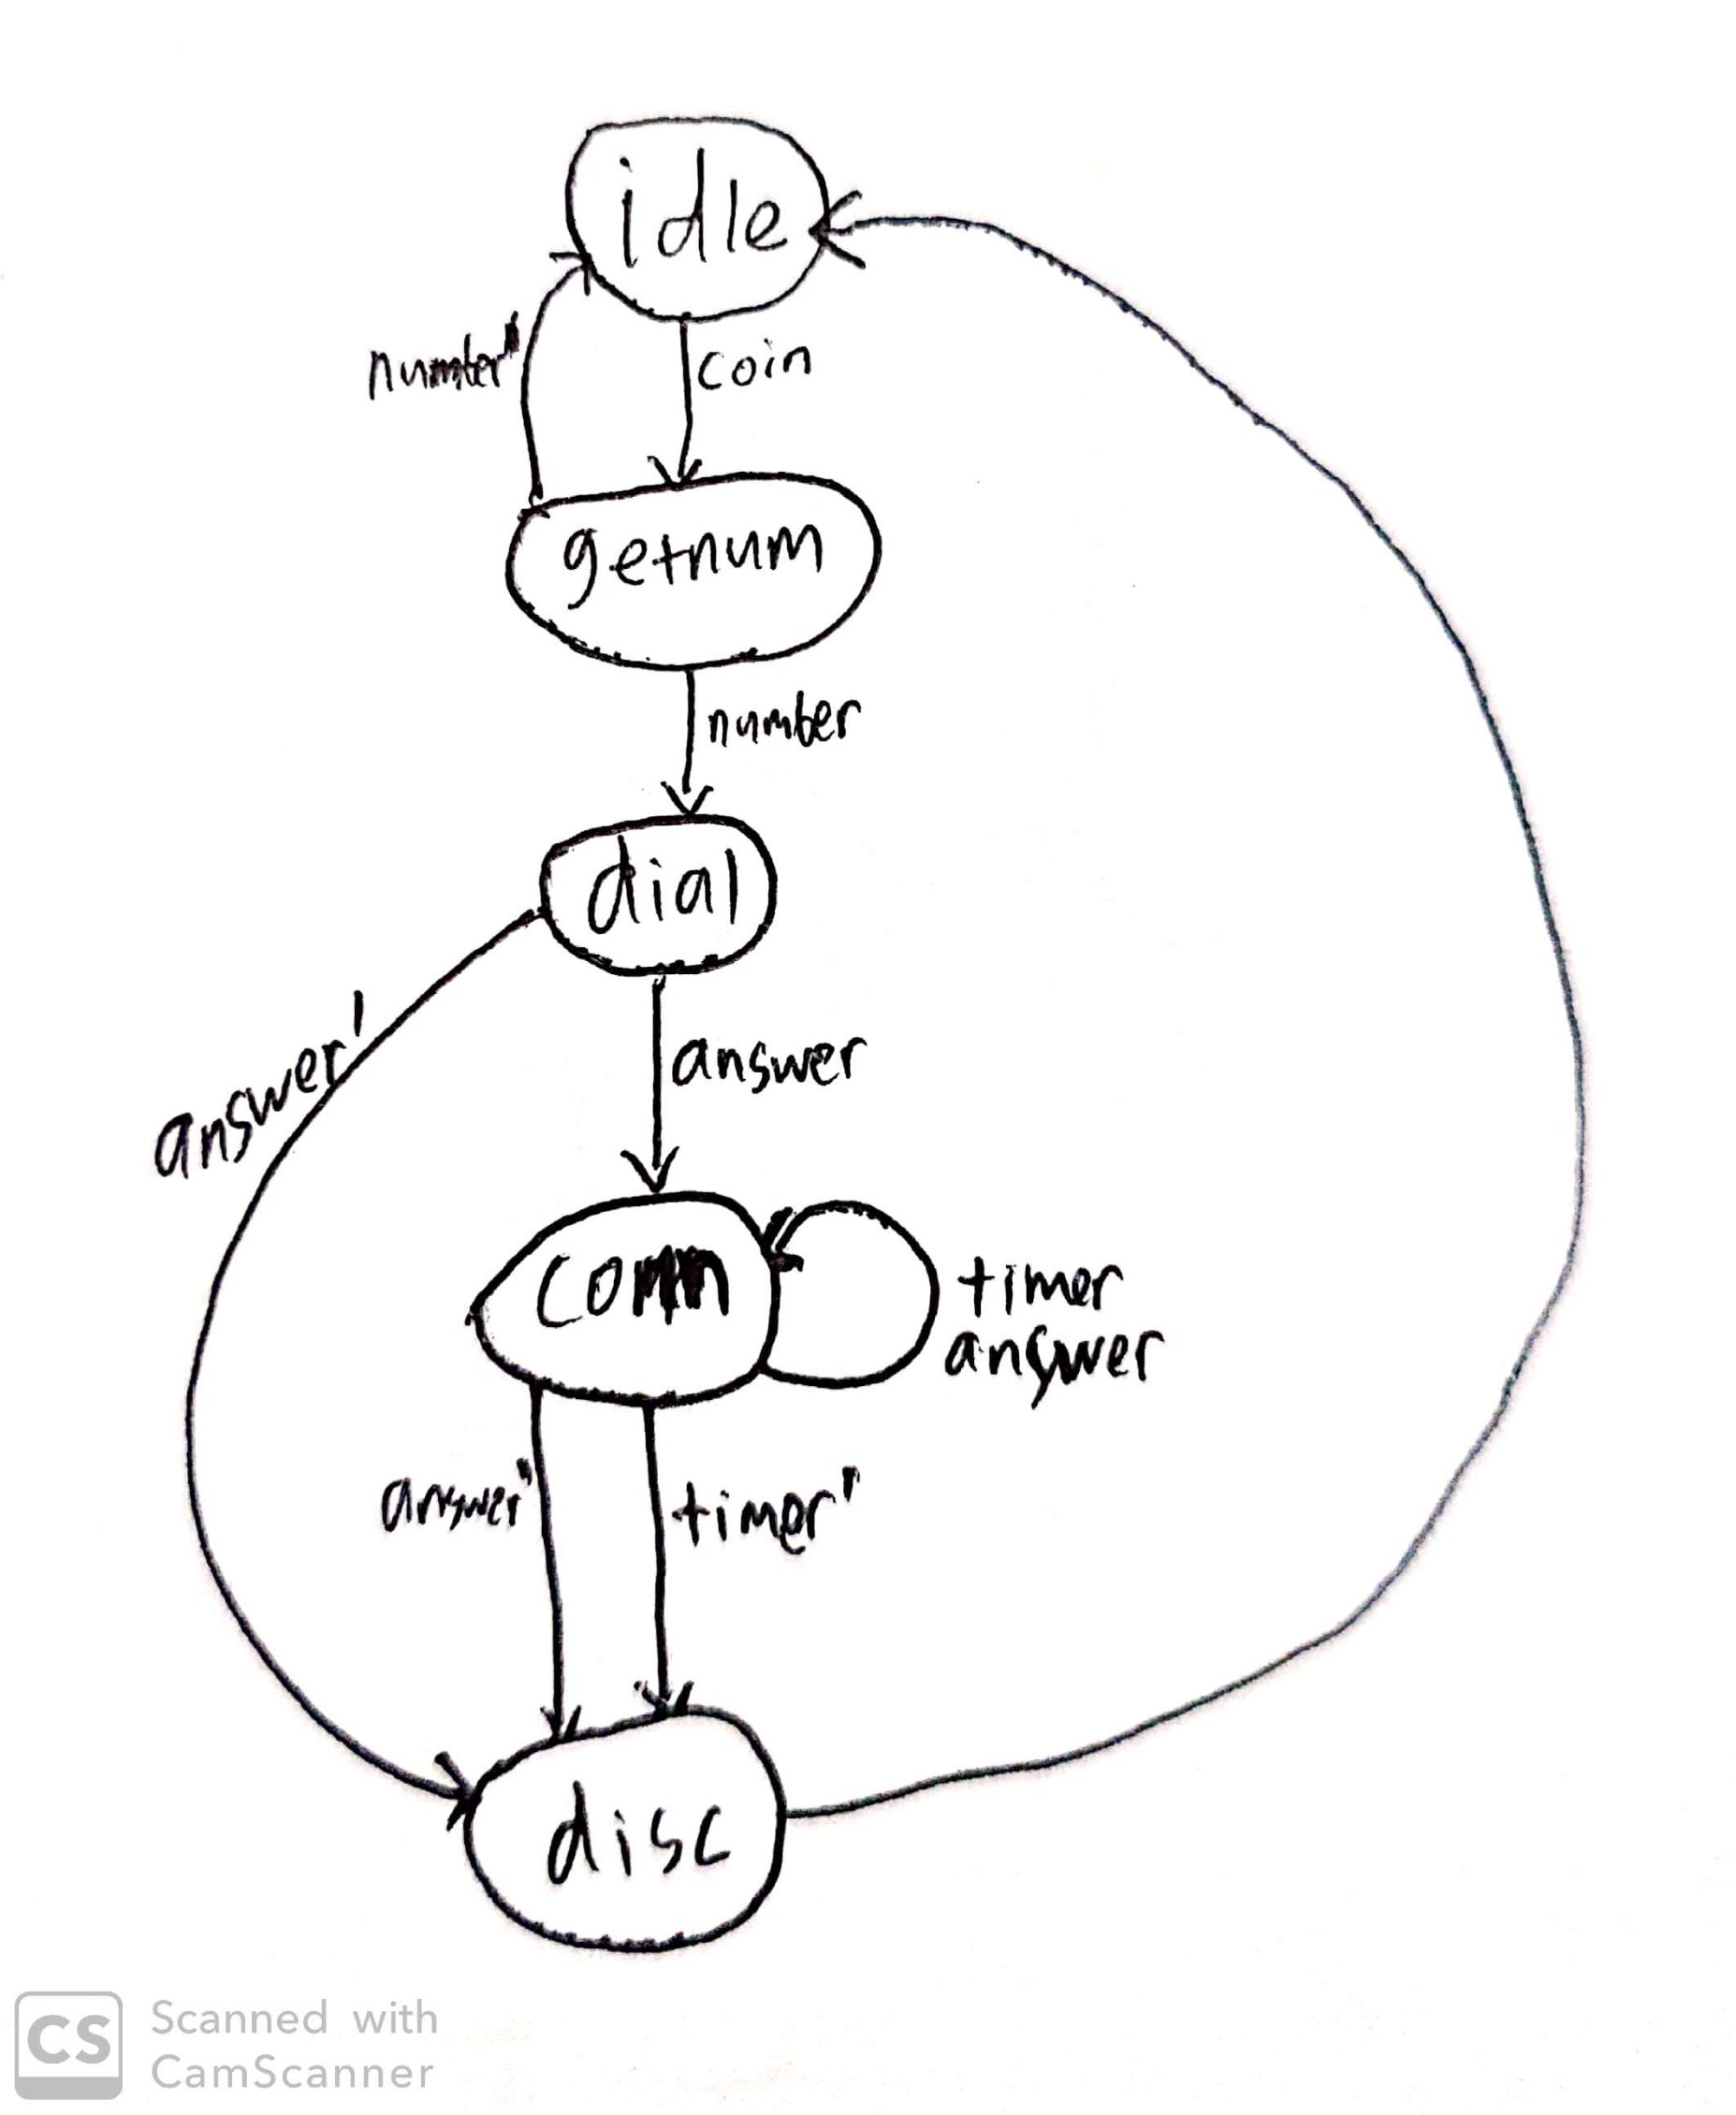 idle
number'
coin
getnum
number
dial
answer'
answer
comm
timer
answer
answer'
timer'
disc
CS
Scanned with
CamScanner